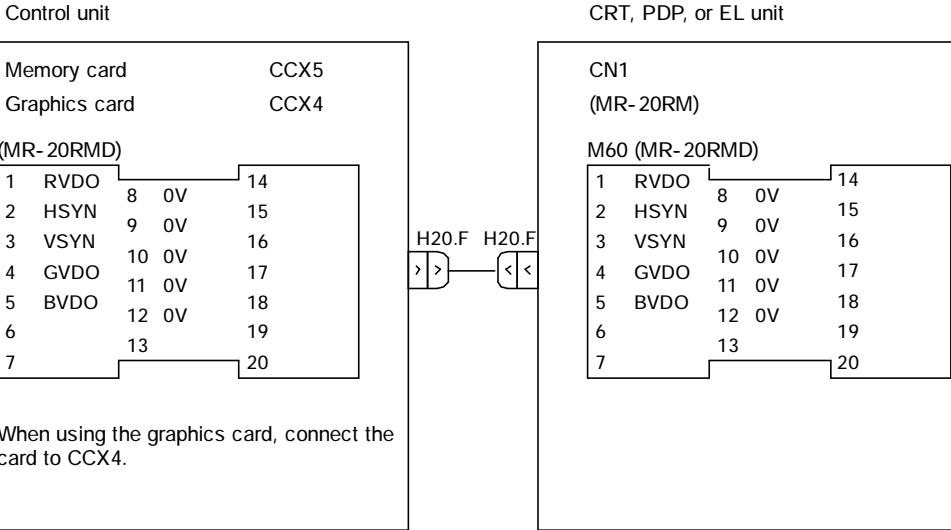 Control unit
CRT, PDP, or EL unit
Memory card CCX5
Graphics card CCX4
(MR-20RMD)
1 RVDO 14
8 0V
2 HSYN 15
9 0V
3 VSYN 16
10 0V
4 GVDO 17
11 0V
5 BVDO 18
12 0V
6 19
13
7 20
When using the graphics card, connect the
card to CCX4.
H20.F H20.F
CN1
(MR-20RM)
M60 (MR-20RMD)
1 RVDO 14
8 0V
2 HSYN 15
9 0V
3 VSYN 16
10 0V
4 GVDO 17
11 0V
5 BVDO 18
12 0V
6 19
13
7 20